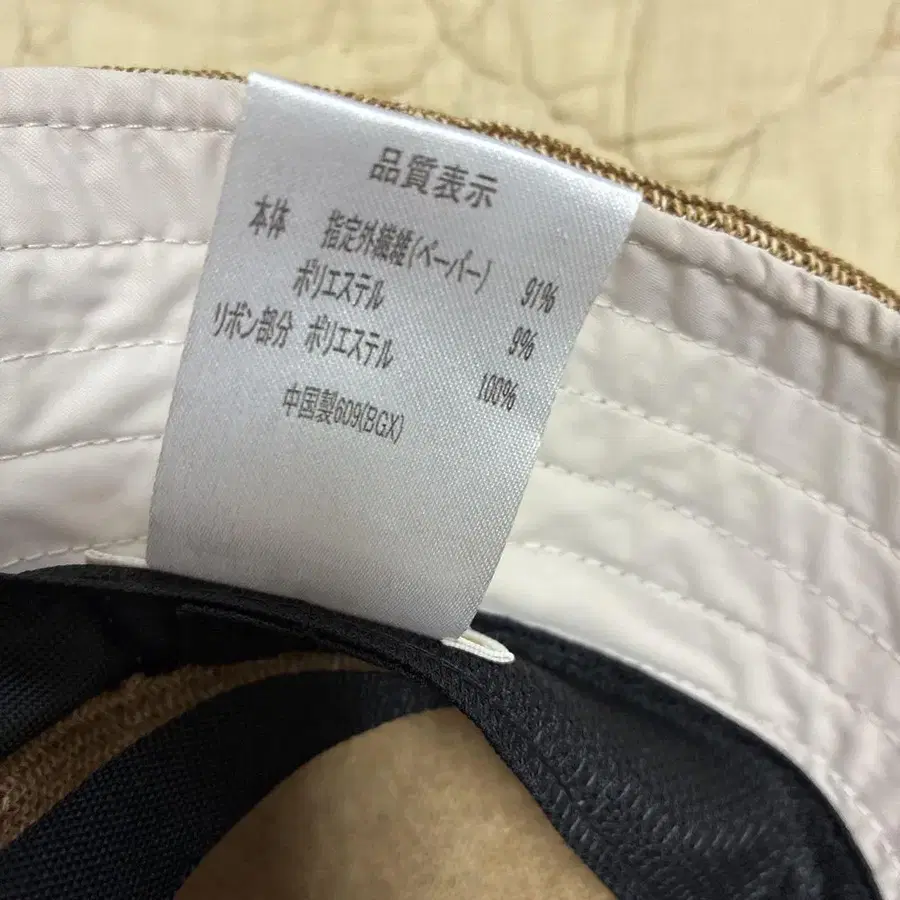 品質表示
本体 指定外繊維(ペーパー) 91%
ポリエステル 9%
リボン部分 ポリエステル 100%
中国製609(BGX)